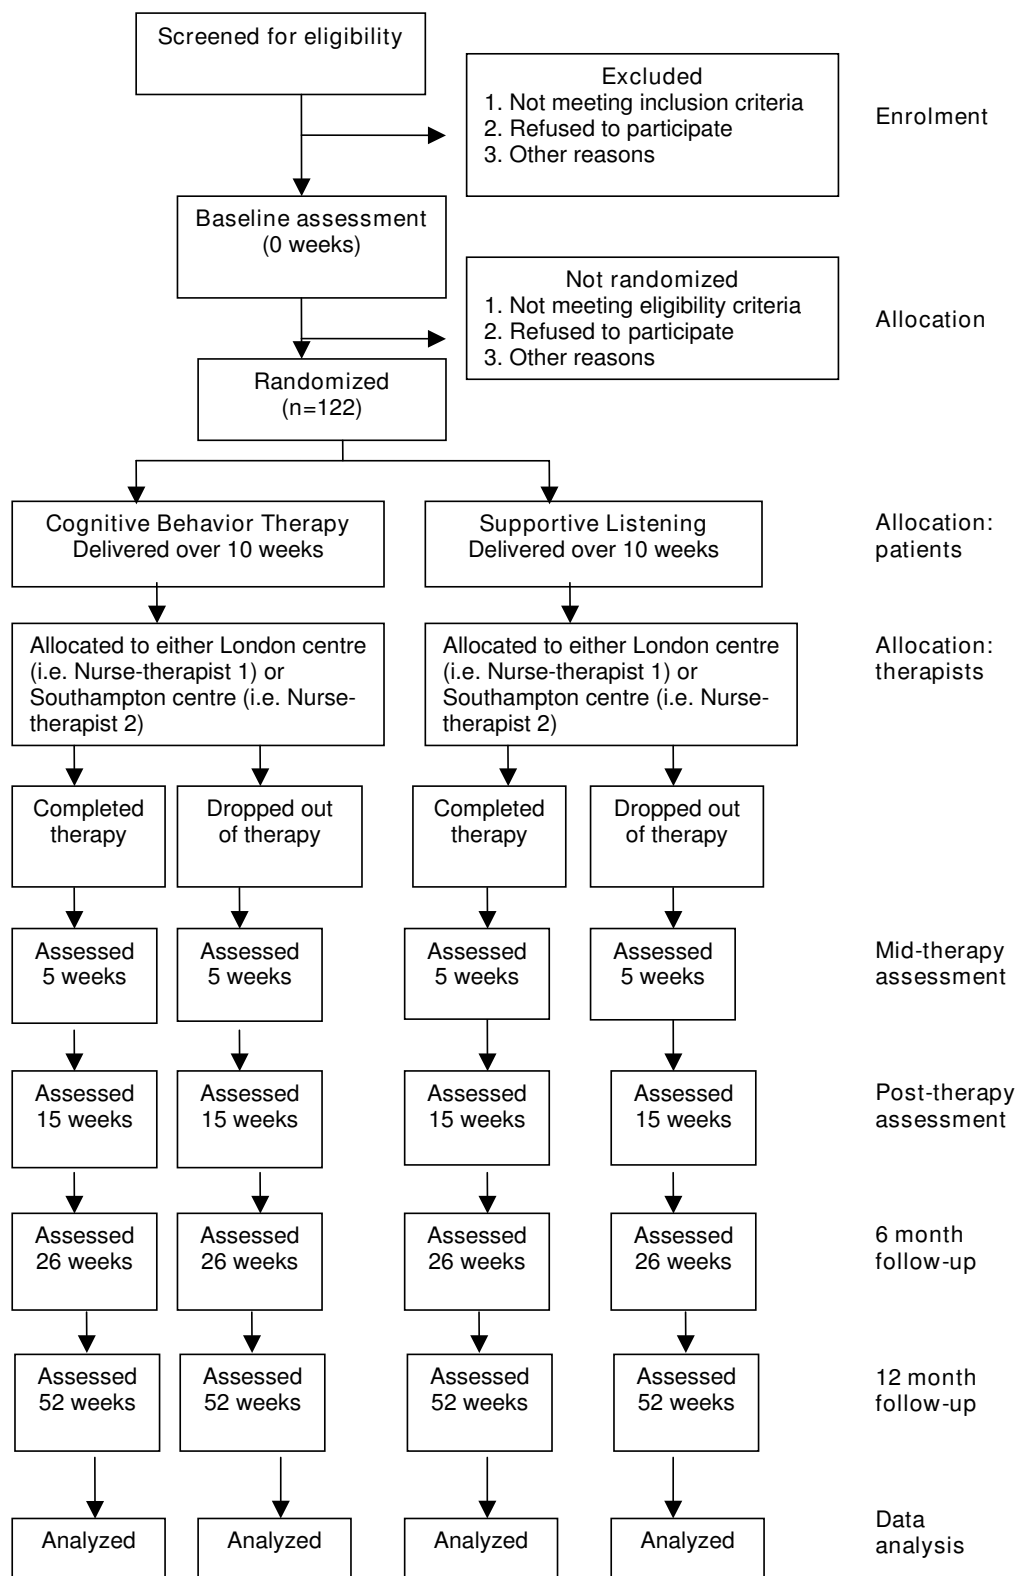 Screened for eligibility
Excluded
1. Not meeting inclusion criteria
2. Refused to participate
3. Other reasons
Enrolment
Baseline assessment
(0 weeks)
Not randomized
1. Not meeting eligibility criteria
2. Refused to participate
3. Other reasons
Allocation
Randomized
(n=122)
Cognitive Behavior Therapy
Delivered over 10 weeks
Supportive Listening
Delivered over 10 weeks
Allocation:
patients
Allocated to either London centre
(i.e. Nurse-therapist 1) or
Southampton centre (i.e. Nurse-
therapist 2)
Allocated to either London centre
(i.e. Nurse-therapist 1) or
Southampton centre (i.e. Nurse-
therapist 2)
Allocation:
therapists
Completed
therapy
Dropped out
of therapy
Completed
therapy
Dropped out
of therapy
Assessed
5 weeks
Assessed
5 weeks
Assessed
5 weeks
Assessed
5 weeks
Mid-therapy
assessment
Assessed
15 weeks
Assessed
15 weeks
Assessed
15 weeks
Assessed
15 weeks
Post-therapy
assessment
Assessed
26 weeks
Assessed
26 weeks
Assessed
26 weeks
Assessed
26 weeks
6 month
follow-up
Assessed
52 weeks
Assessed
52 weeks
Assessed
52 weeks
Assessed
52 weeks
12 month
follow-up
Analyzed
Analyzed
Analyzed
Analyzed
Data
analysis